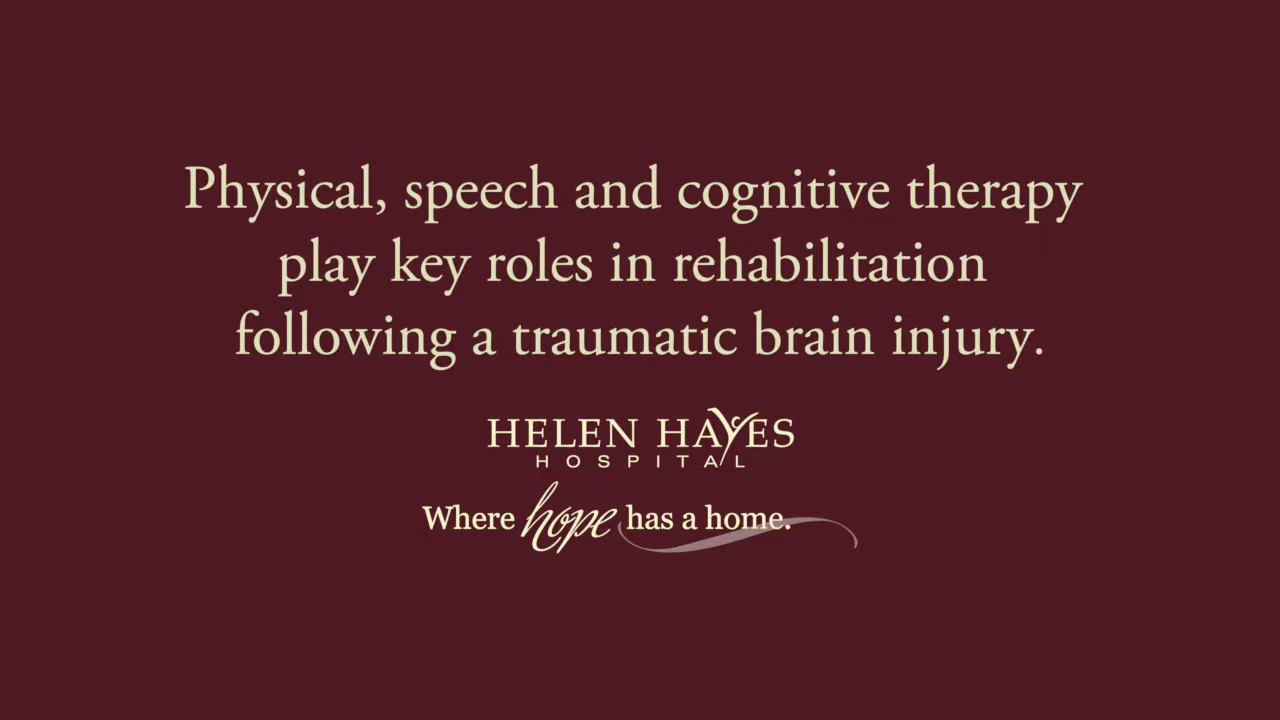 Physical, speech and cognitive therapy
play key roles in rehabilitation
following a traumatic brain injury.
HELEN HAYES
HOSPITAL
Where hope has a home.